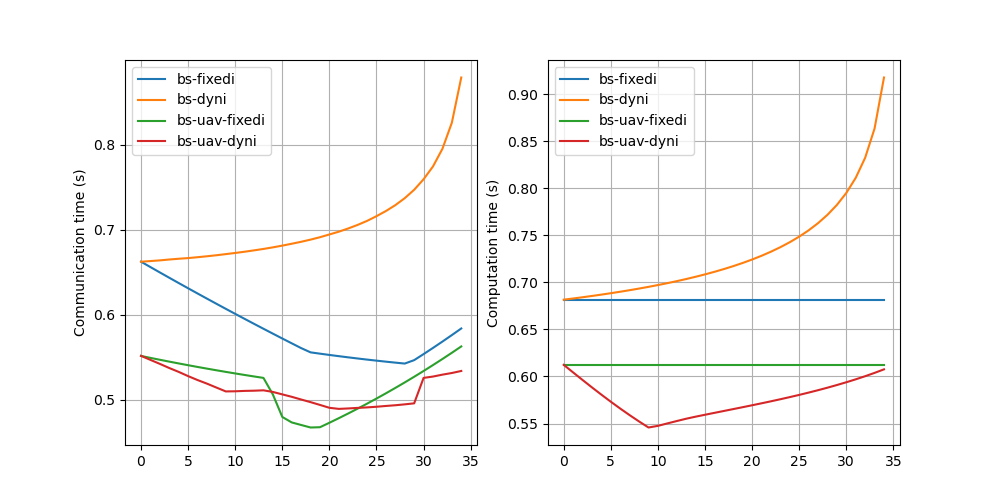 bs-fixedi
bs-dyni
bs-uav-fixedi
bs-uav-dyni
Communication time (s)
0.8
0.7
0.6
0.5
0 5 10 15 20 25 30 35
bs-fixedi
bs-dyni
bs-uav-fixedi
bs-uav-dyni
Computation time (s)
0.90
0.85
0.80
0.75
0.70
0.65
0.60
0.55
0 5 10 15 20 25 30 35